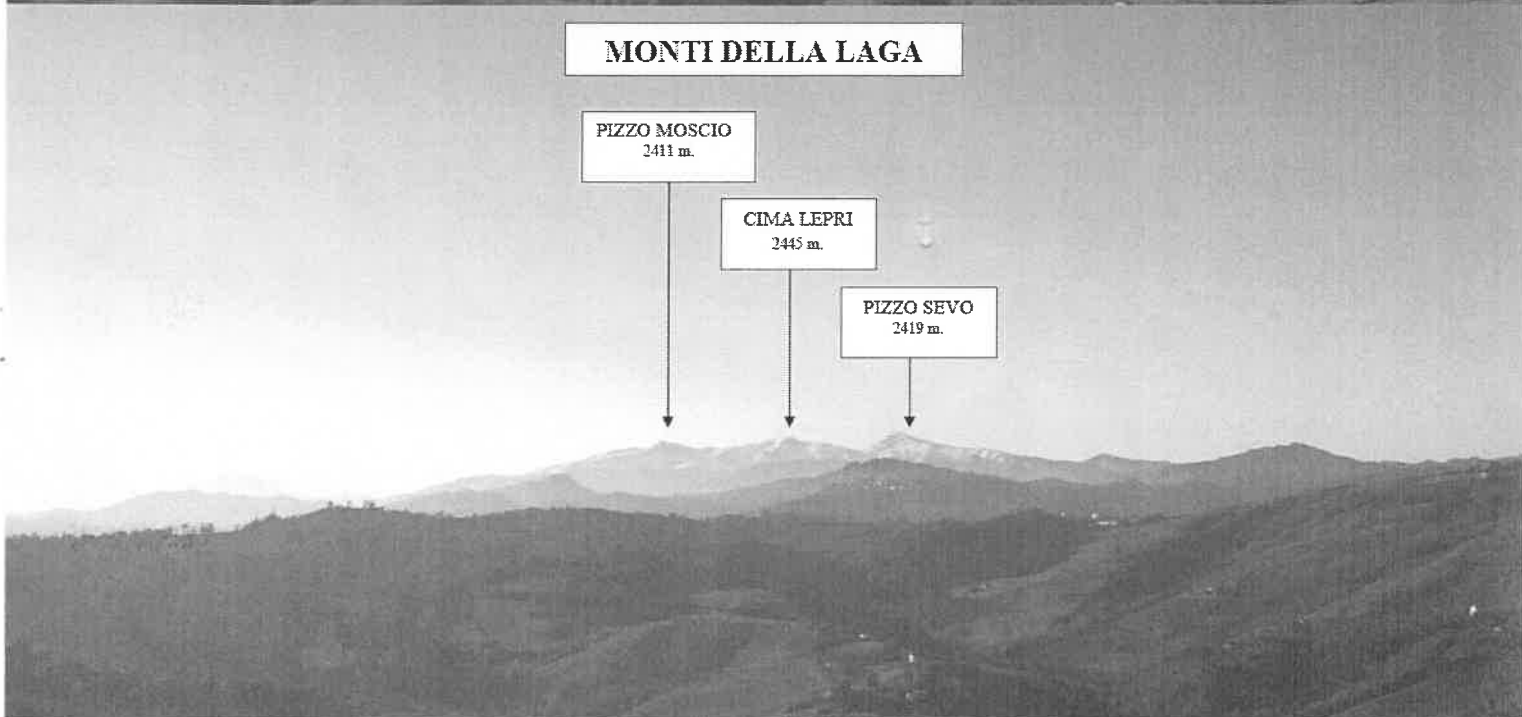 MONTI DELLA LAGA
PIZZO MOSCIO
2411 m.
CIMA LEPRI
2445 m.
PIZZO SEVO
2419 m.